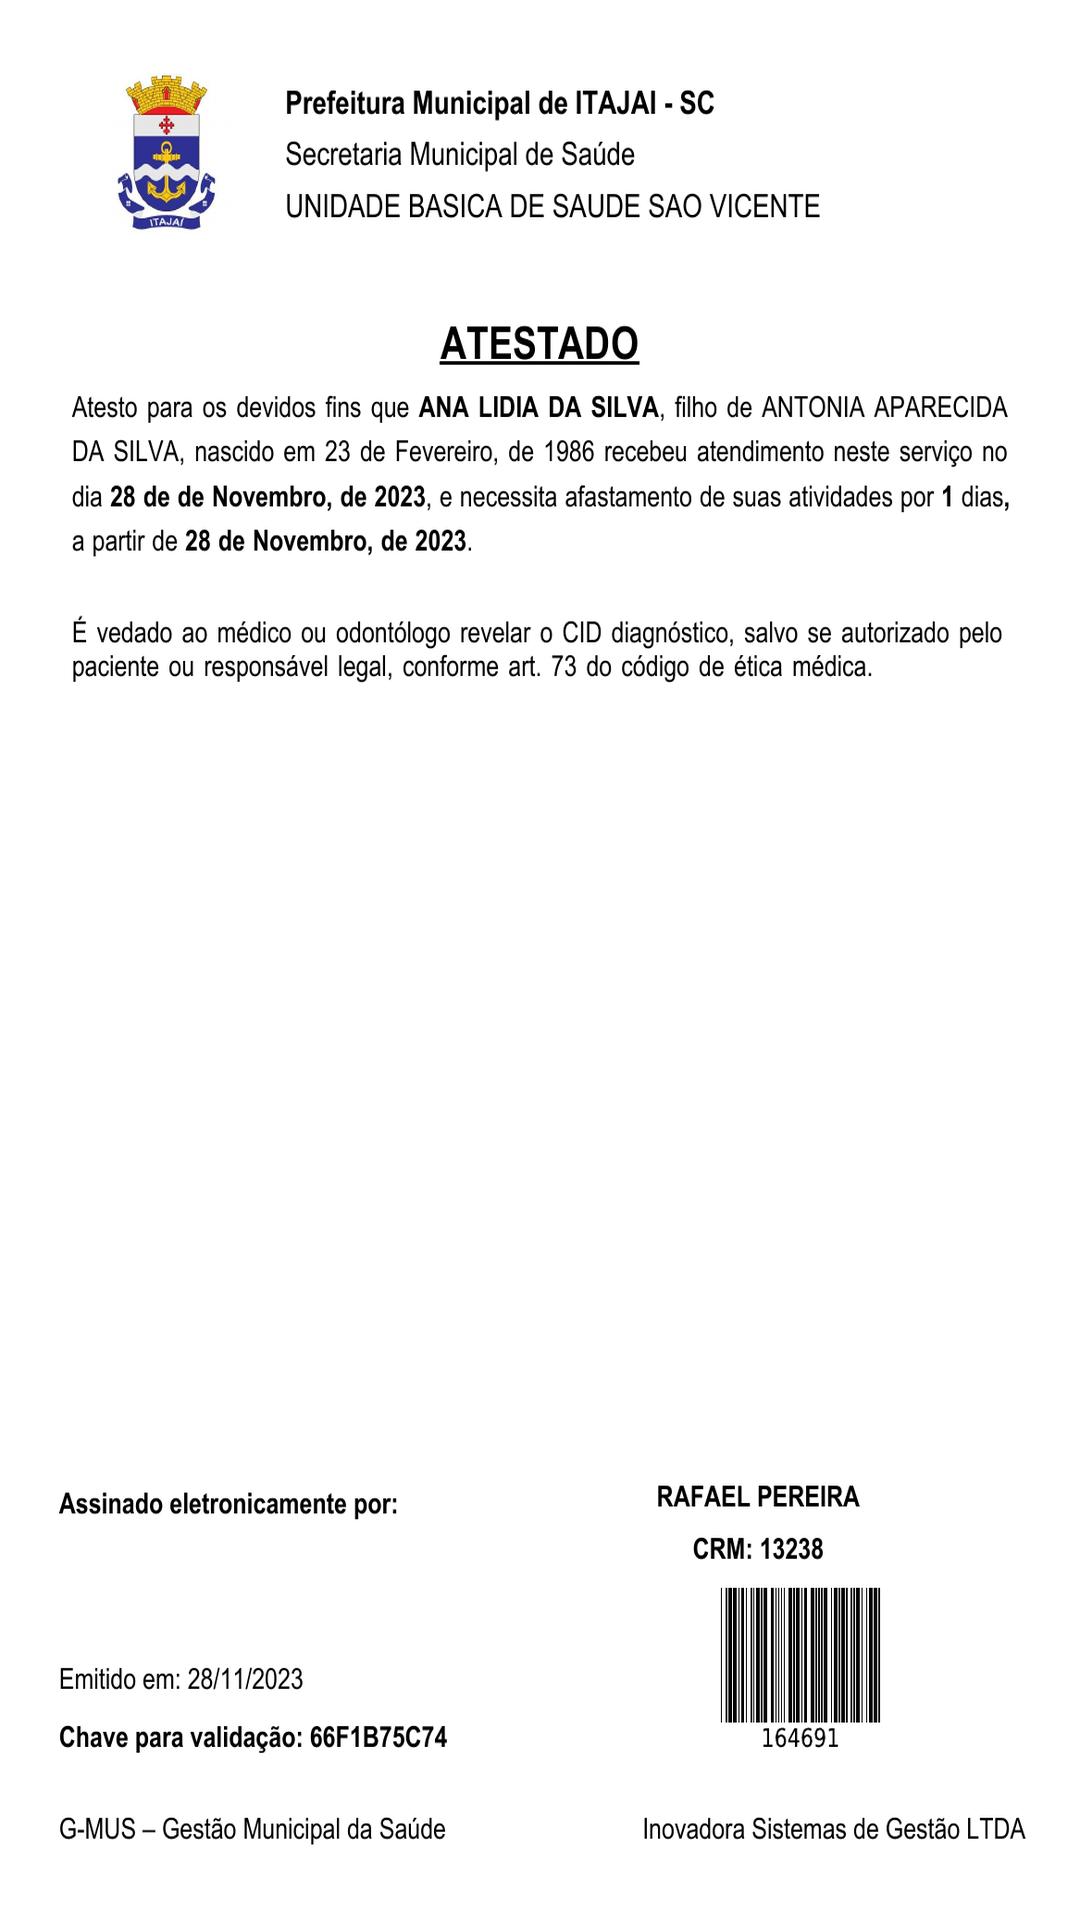 ITAJAÍ
Prefeitura Municipal de ITAJAI - SC
Secretaria Municipal de Saúde
UNIDADE BASICA DE SAUDE SAO VICENTE
ATESTADO
Atesto para os devidos fins que ANA LIDIA DA SILVA, filho de ANTONIA APARECIDA
DA SILVA, nascido em 23 de Fevereiro, de 1986 recebeu atendimento neste serviço no
dia 28 de de Novembro, de 2023, e necessita afastamento de suas atividades por 1 dias,
a partir de 28 de Novembro, de 2023.
É vedado ao médico ou odontólogo revelar o CID diagnóstico, salvo se autorizado pelo
paciente ou responsável legal, conforme art. 73 do código de ética médica.
Assinado eletronicamente por:
RAFAEL PEREIRA
CRM: 13238
Emitido em: 28/11/2023
Chave para validação: 66F1B75C74
164691
G-MUS – Gestão Municipal da Saúde
Inovadora Sistemas de Gestão LTDA